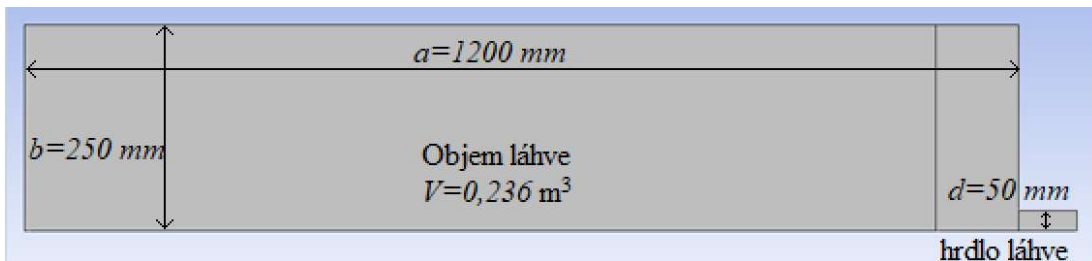 a=1200 mm
b=250 mm
Objem láhve
V=0,236 m³
d=50 mm
hrdlo láhve